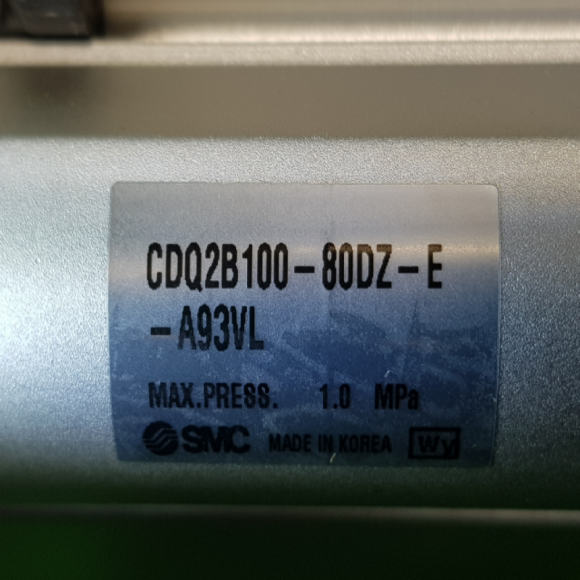 CDQ2B100-80DZ-E
-A93VL
MAX.PRESS. 1.0 MPa
SMC MADE IN KOREA Wy